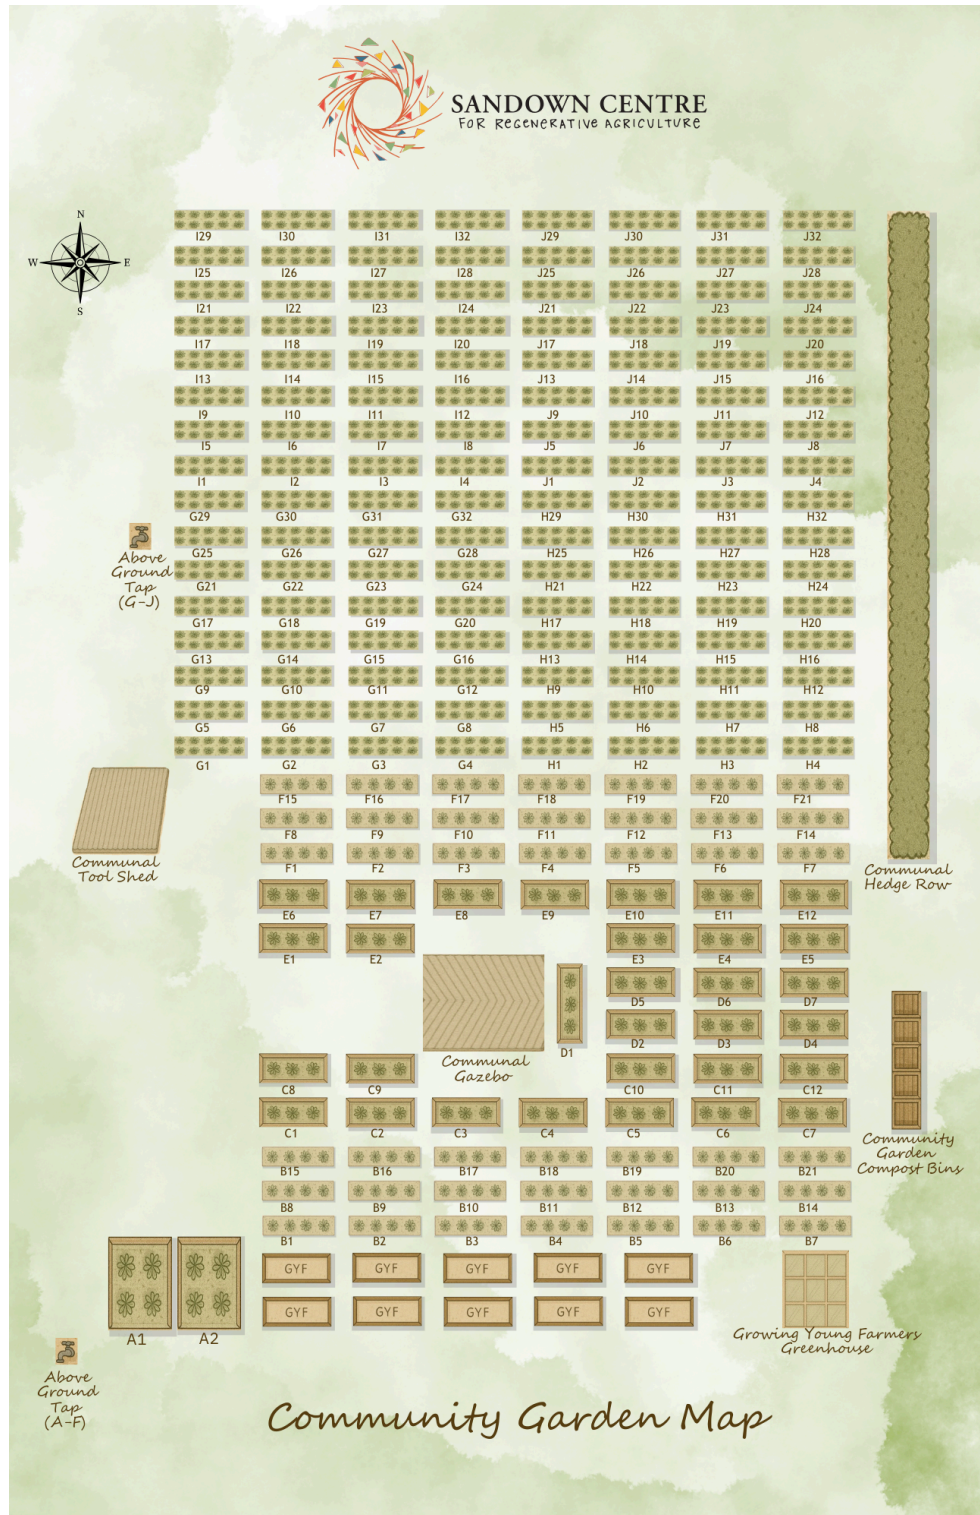 SANDOWN CENTRE
FOR REGENERATIVE AGRICULTURE
N
W E
S
I29 I30 I31 I32 J29 J30 J31 J32
I25 I26 I27 I28 J25 J26 J27 J28
I21 I22 I23 I24 J21 J22 J23 J24
I17 I18 I19 I20 J17 J18 J19 J20
I13 I14 I15 I16 J13 J14 J15 J16
I9 I10 I11 I12 J9 J10 J11 J12
I5 I6 I7 I8 J5 J6 J7 J8
I1 I2 I3 I4 J1 J2 J3 J4
G29 G30 G31 G32 H29 H30 H31 H32
G25 G26 G27 G28 H25 H26 H27 H28
G21 G22 G23 G24 H21 H22 H23 H24
G17 G18 G19 G20 H17 H18 H19 H20
G13 G14 G15 G16 H13 H14 H15 H16
G9 G10 G11 G12 H9 H10 H11 H12
G5 G6 G7 G8 H5 H6 H7 H8
G1 G2 G3 G4 H1 H2 H3 H4
Above
Ground
Tap
(G-J)
F15 F16 F17 F18 F19 F20 F21
F8 F9 F10 F11 F12 F13 F14
F1 F2 F3 F4 F5 F6 F7
Communal
Tool Shed
Communal
Hedge Row
E6 E7 E8 E9 E10 E11 E12
E1 E2 E3 E4 E5
D5 D6 D7
D1 D2 D3 D4
Communal
Gazebo
C8 C9 C10 C11 C12
C1 C2 C3 C4 C5 C6 C7
Community
Garden
Compost Bins
B15 B16 B17 B18 B19 B20 B21
B8 B9 B10 B11 B12 B13 B14
B1 B2 B3 B4 B5 B6 B7
GYF GYF GYF GYF GYF
GYF GYF GYF GYF GYF
A1 A2
Growing Young Farmers
Greenhouse
Above
Ground
Tap
(A-F)
Community Garden Map